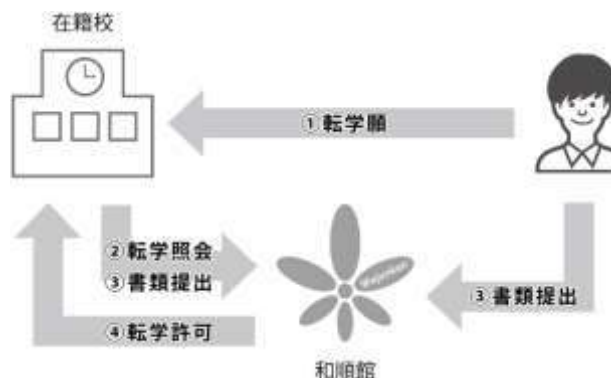 在籍校
①転学願
②転学照会
③書類提出
③書類提出
④転学許可
和順館